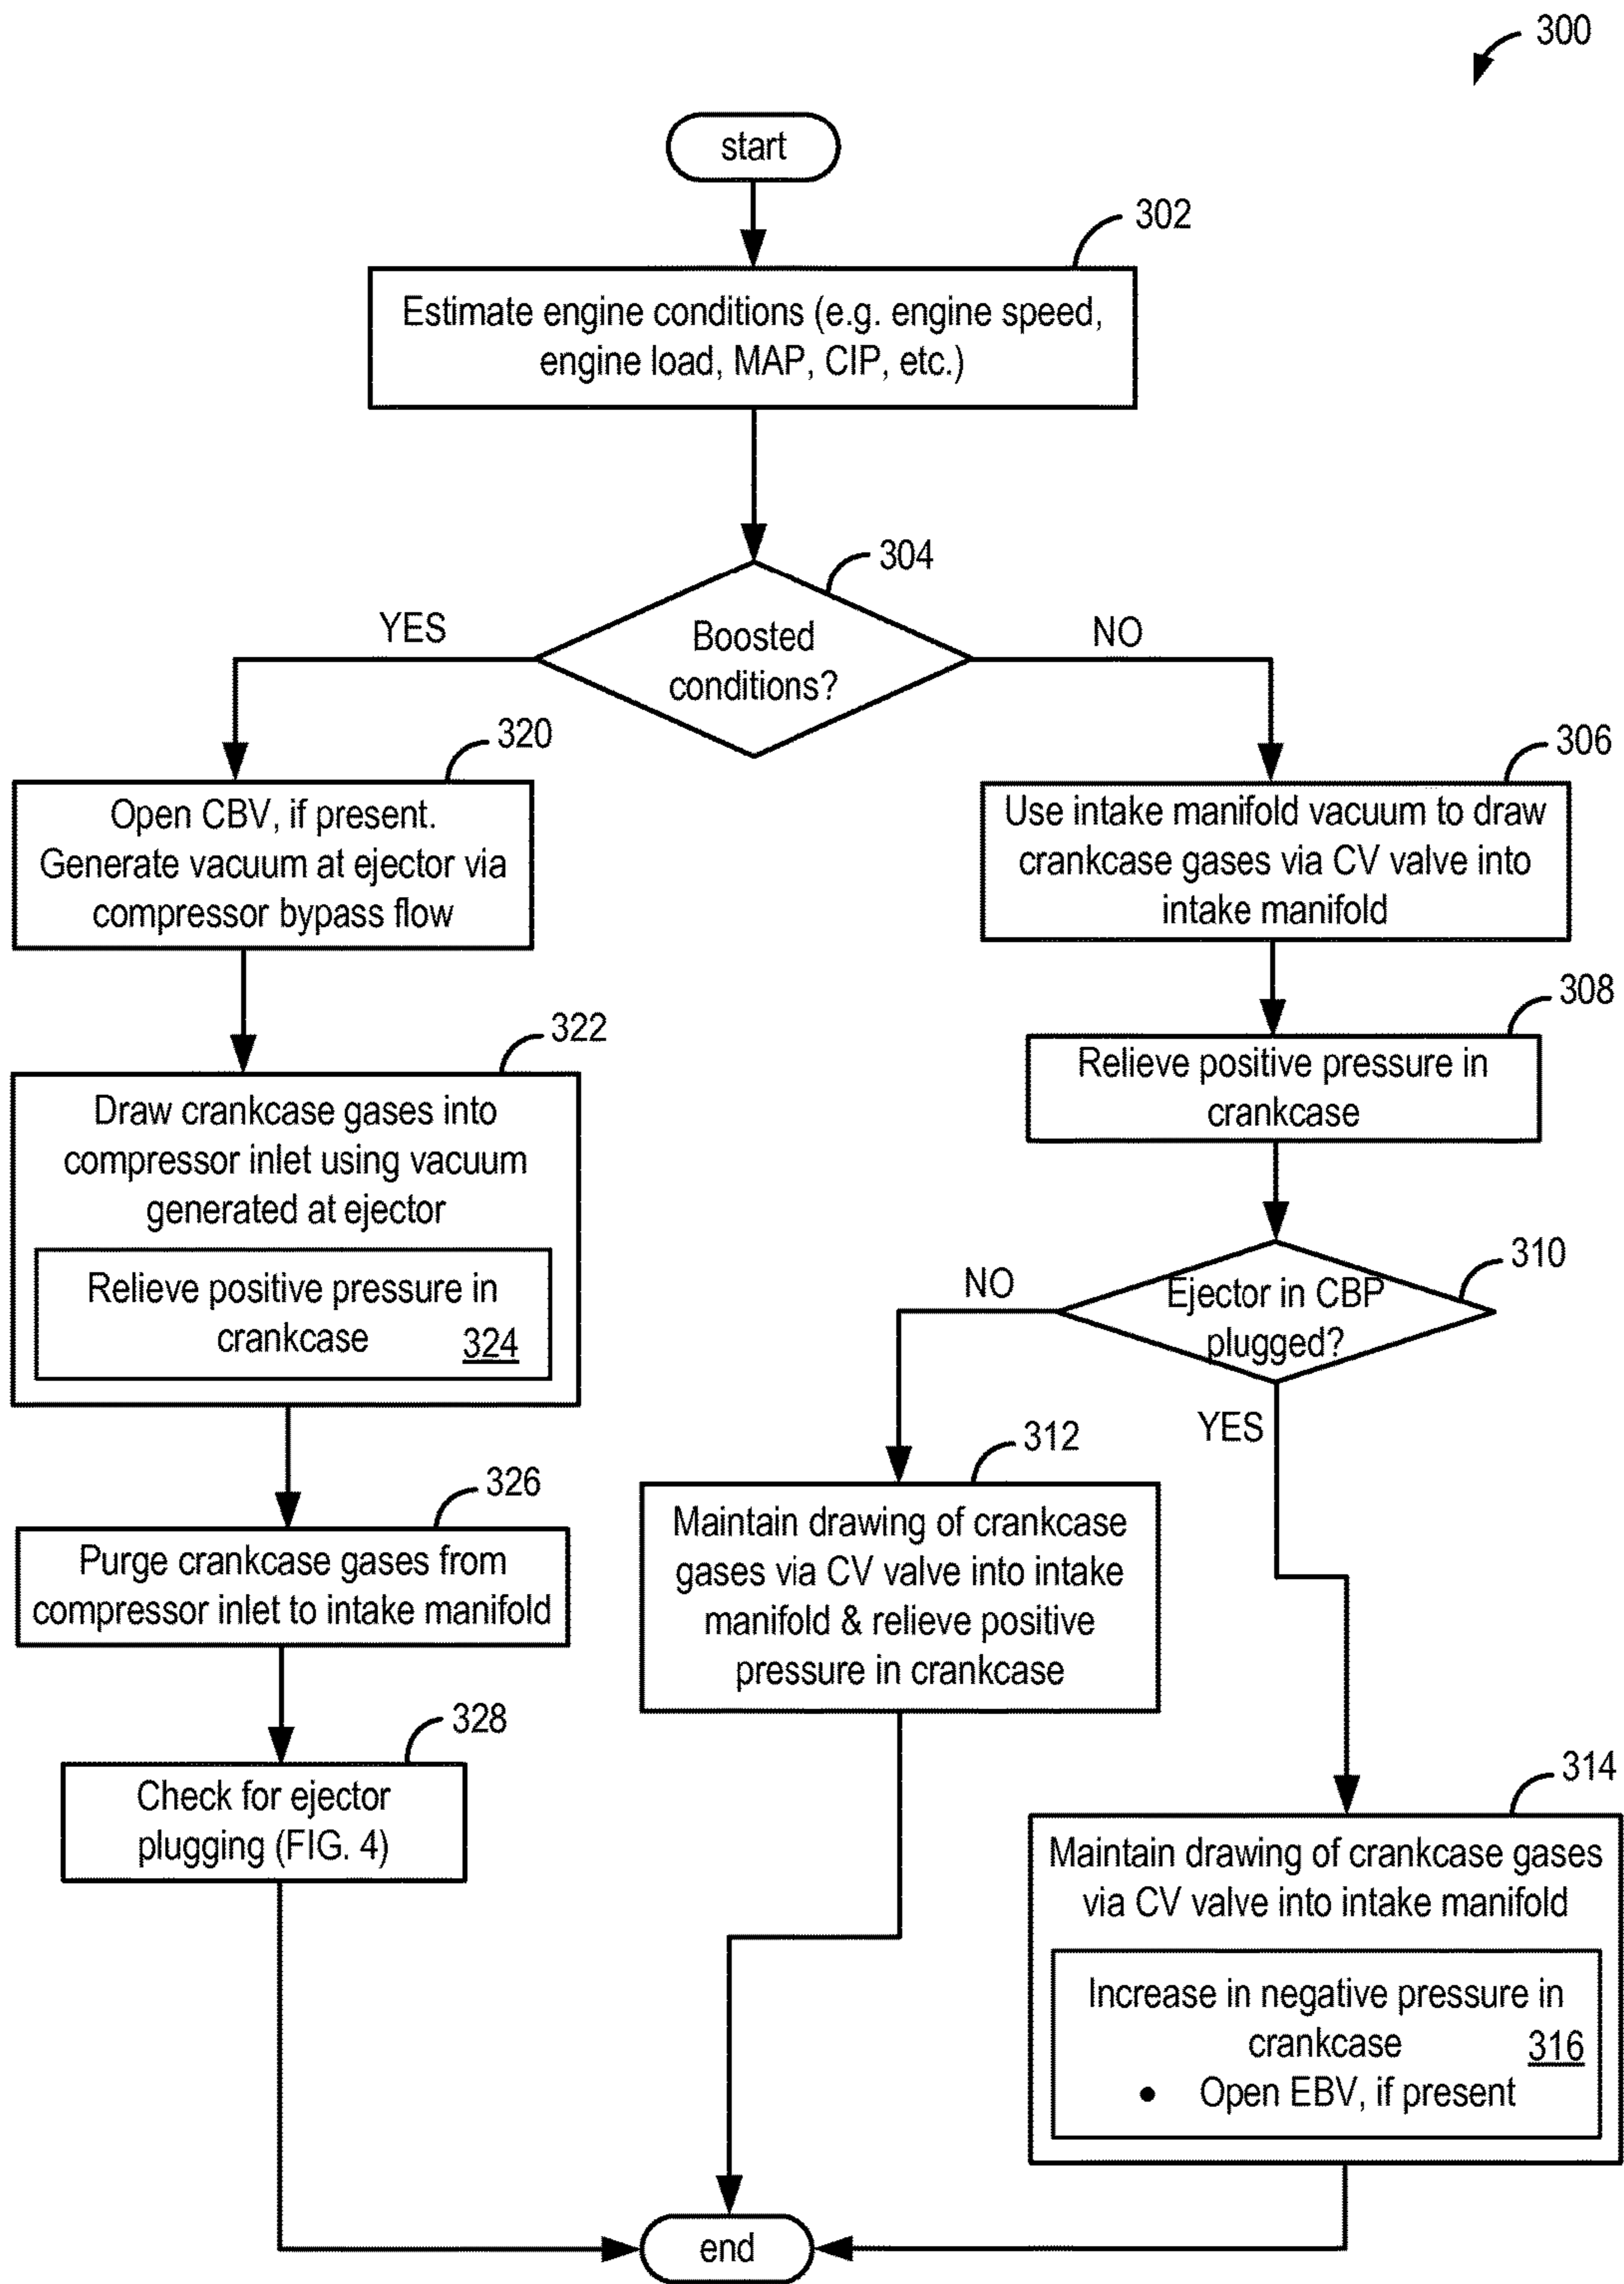 300
start
302
Estimate engine conditions (e.g. engine speed,
engine load, MAP, CIP, etc.)
304
Boosted
conditions?
YES
NO
320
Open CBV, if present.
Generate vacuum at ejector via
compressor bypass flow
306
Use intake manifold vacuum to draw
crankcase gases via CV valve into
intake manifold
308
Relieve positive pressure in
crankcase
322
Draw crankcase gases into
compressor inlet using vacuum
generated at ejector
Relieve positive pressure in
crankcase 324
310
Ejector in CBP
plugged?
NO
YES
326
Purge crankcase gases from
compressor inlet to intake manifold
312
Maintain drawing of crankcase
gases via CV valve into intake
manifold & relieve positive
pressure in crankcase
328
Check for ejector
plugging (FIG. 4)
314
Maintain drawing of crankcase gases
via CV valve into intake manifold
Increase in negative pressure in
crankcase 316
• Open EBV, if present
end